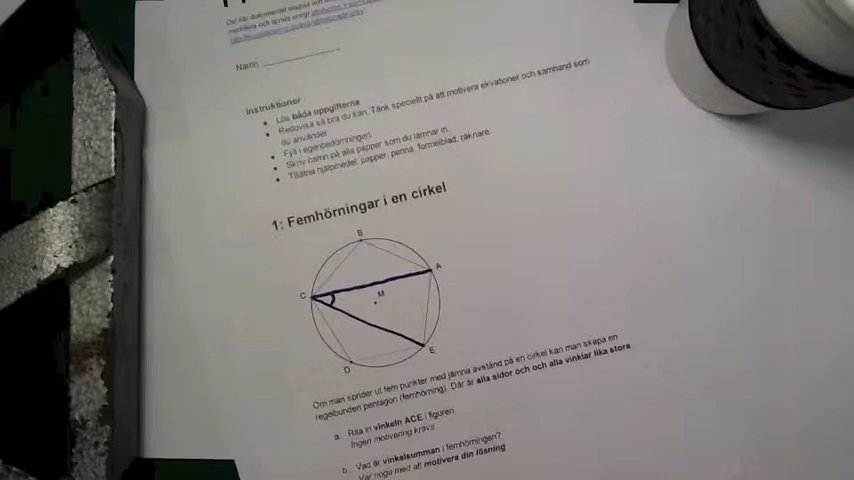 Namn
Instruktioner
Lös båda uppgifterna
Redovisa så bra du kan. Tänk speciellt på att motivera ekvationer och samband som
du använder
Fyll i egenbedömningen.
Skriv namn på alla papper som du lämnar in.
Tillåtna hjälpmedel: papper, penna, formelblad, räknare.
1: Femhörningar i en cirkel
B
A
C
M
E
D
Om man sprider ut fem punkter med jämna avstånd på en cirkel kan man skapa en
regelbunden pentagon (femhörning). Där är alla sidor och och alla vinklar lika stora
a. Rita in vinkeln ACE i figuren
Ingen motivering krävs.
b. Vad är vinkelsumman i femhörningen?
Var noga med att motivera din lösning